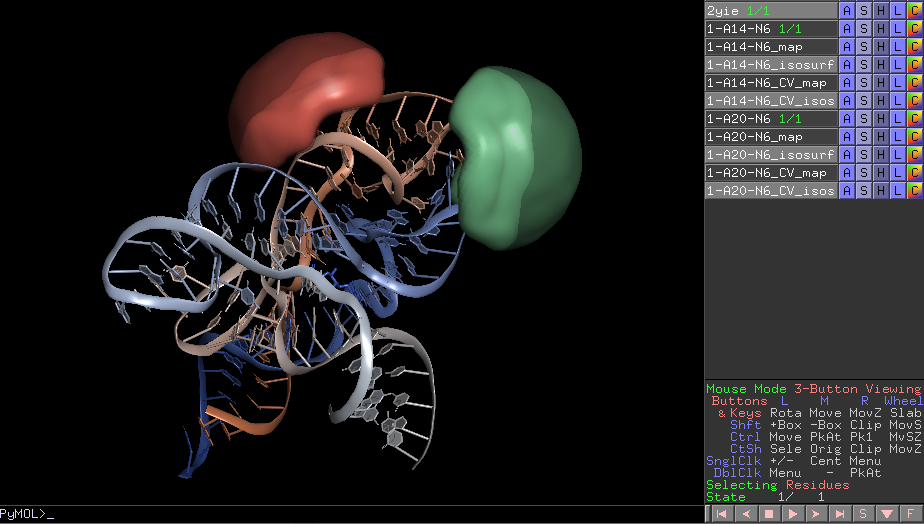 2yie 1/1 A S H L C
1-A14-N6 1/1 A S H L C
1-A14-N6_map A S H L C
1-A14-N6_isosurf A S H L C
1-A14-N6_CV_map A S H L C
1-A14-N6_CV_isos A S H L C
1-A20-N6 1/1 A S H L C
1-A20-N6_map A S H L C
1-A20-N6_isosurf A S H L C
1-A20-N6_CV_map A S H L C
1-A20-N6_CV_isos A S H L C
Mouse Mode 3-Button Viewing
Buttons L M R Wheel
& Keys Rota Move MovZ Slab
Shft +Box -Box Clip MovS
Ctrl Move PkAt Pk1 MvSZ
CtSh Sele Orig Clip MovZ
SnglClk +/- Cent Menu
DblClk Menu - PkAt
Selecting Residues
State 1/ 1
PyMOL>_ S F